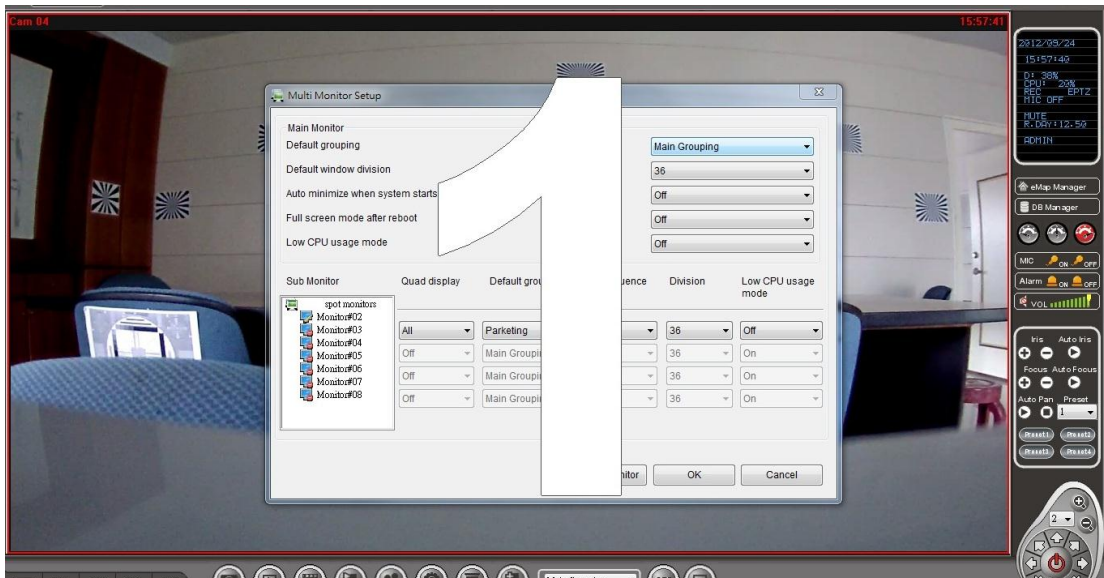 Cam 04 15:57:41
2012/09/24
15:57:40
D: 38%
CPU: 20%
REC EPTZ
MIC OFF
MUTE
R.DAY:12.50
ADMIN
eMap Manager
DB Manager
MIC ON OFF
Alarm ON OFF
VOL
Iris Auto Iris
Focus Auto Focus
Auto Pan Preset
1
Preset1 Preset2
Preset3 Preset4
2
Multi Monitor Setup
Main Monitor
Default grouping Main Grouping
Default window division 36
Auto minimize when system starts Off
Full screen mode after reboot Off
Low CPU usage mode Off
Sub Monitor Quad display Division Low CPU usage
mode
spot monitors
Monitor#02
Monitor#03
Monitor#04
Monitor#05
Monitor#06
Monitor#07
Monitor#08
All Parketing 36 Off
Off 36 On
Off 36 On
Off 36 On
OK Cancel
1